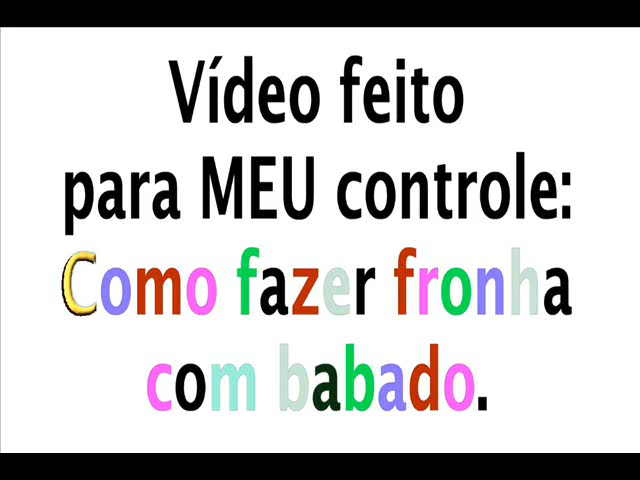 Vídeo feito
para MEU controle:
Como fazer fronha
com babado.